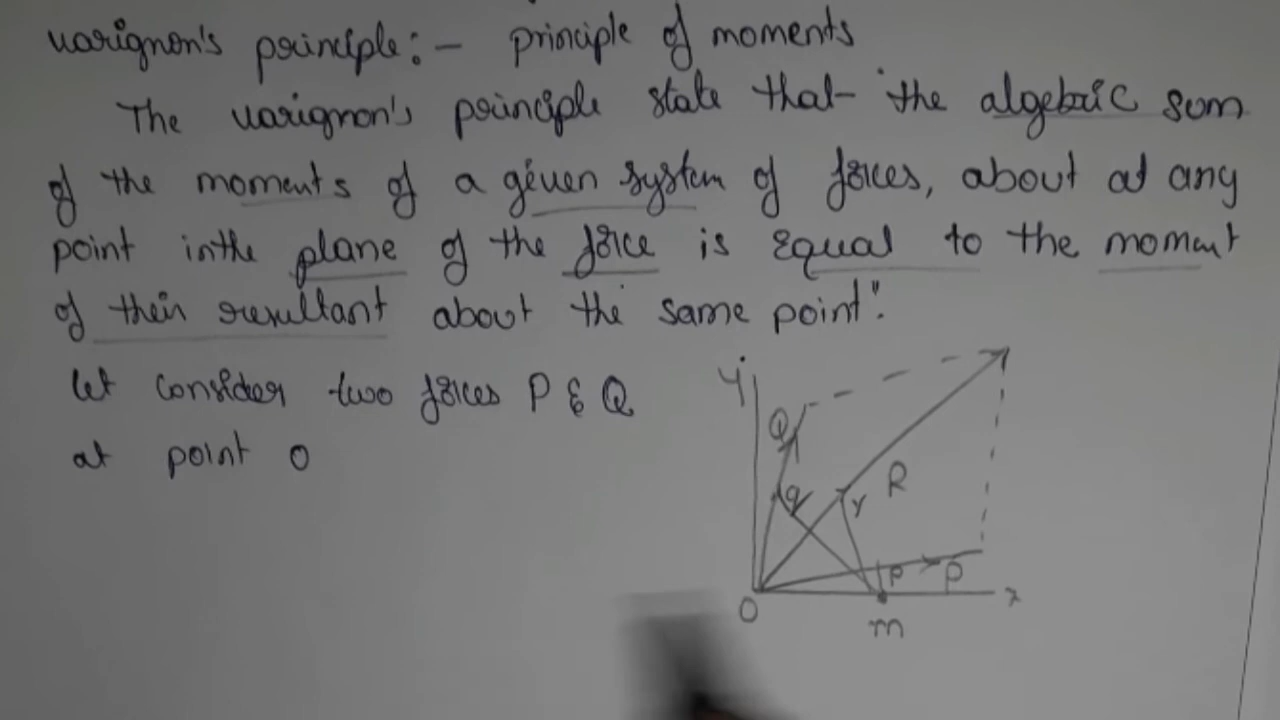 varignon's principle:- principle of moments
The varignon's principle state that "the algebric sum
of the moments of a given system of forces, about at any
point in the plane of the force is equal to the moment
of their resultant about the same point".
let consider two forces P & Q
at point O
y
Q
q
R
r
P
P
O
m
x